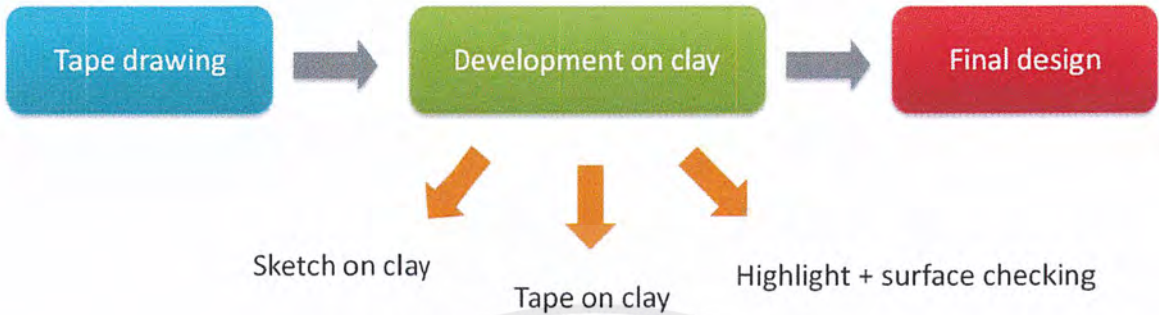 Tape drawing
Development on clay
Final design
Sketch on clay
Tape on clay
Highlight + surface checking